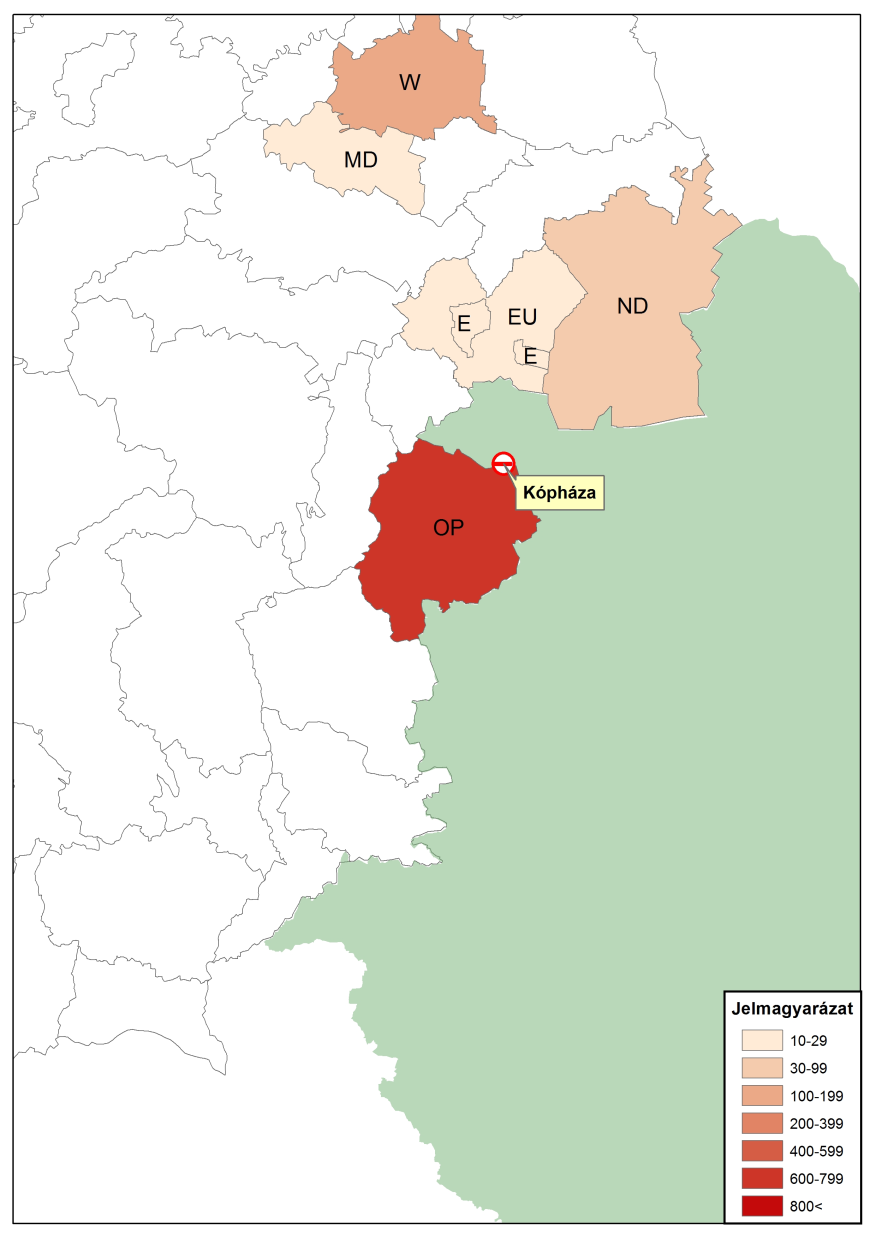 W
MD
ND
E
EU
E
Kópháza
OP
Jelmagyarázat
10-29
30-99
100-199
200-399
400-599
600-799
800<